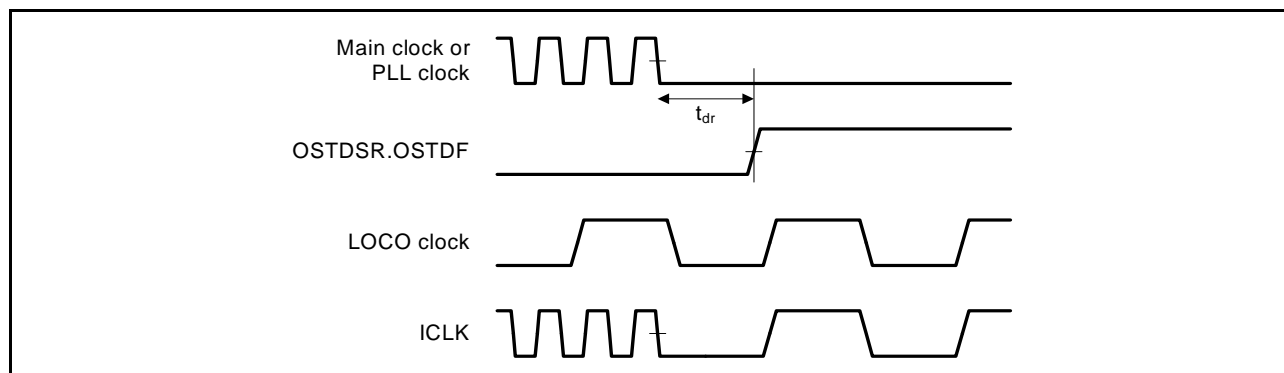 Main clock or
PLL clock
tdr
OSTDSR.OSTDF
LOCO clock
ICLK